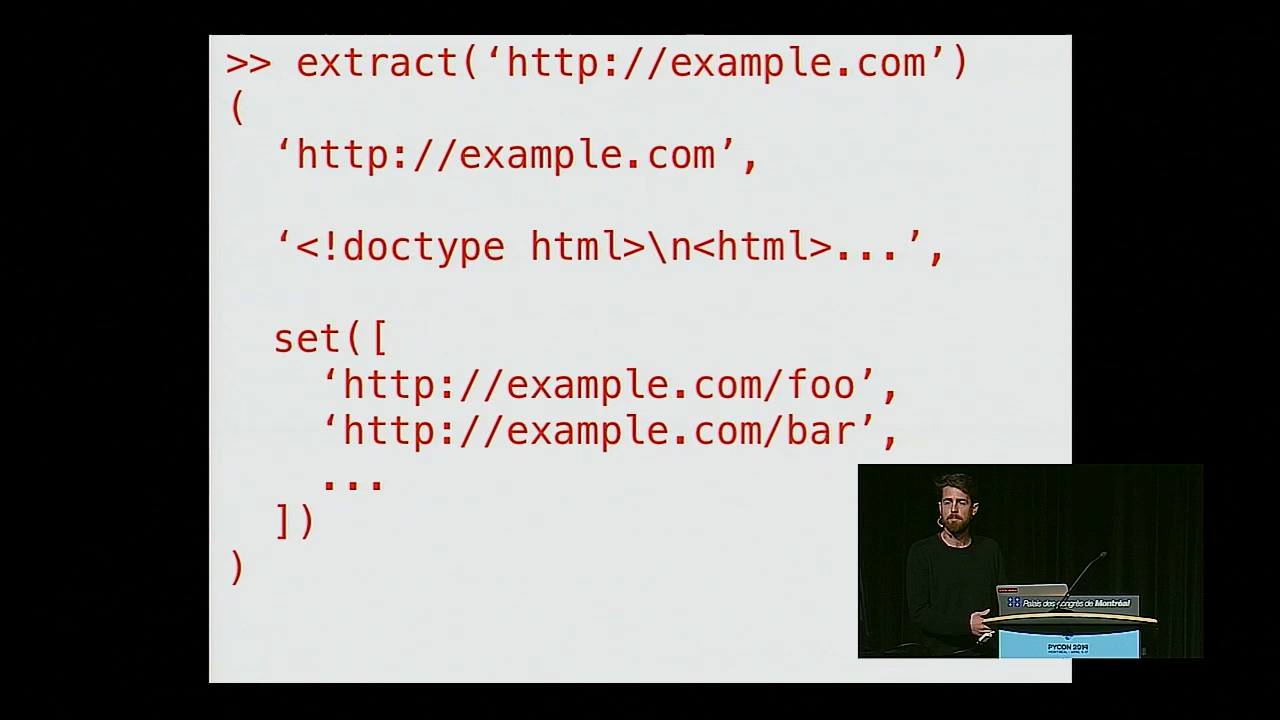 >> extract(‘http://example.com’)
(
‘http://example.com’,
‘<!doctype html>\n<html>...’,
set([
‘http://example.com/foo’,
‘http://example.com/bar’,
...
])
)
88 Palais des congrès de Montréal
PYCON 2014